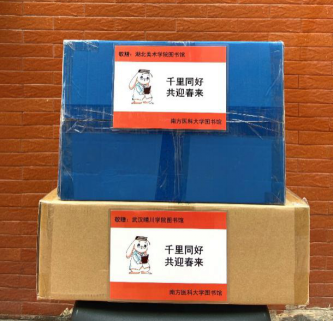 敬赠：湖北美术学院图书馆
千里同好
共迎春来
南方医科大学图书馆
敬赠：武汉晴川学院图书馆
千里同好
共迎春来
南方医科大学图书馆